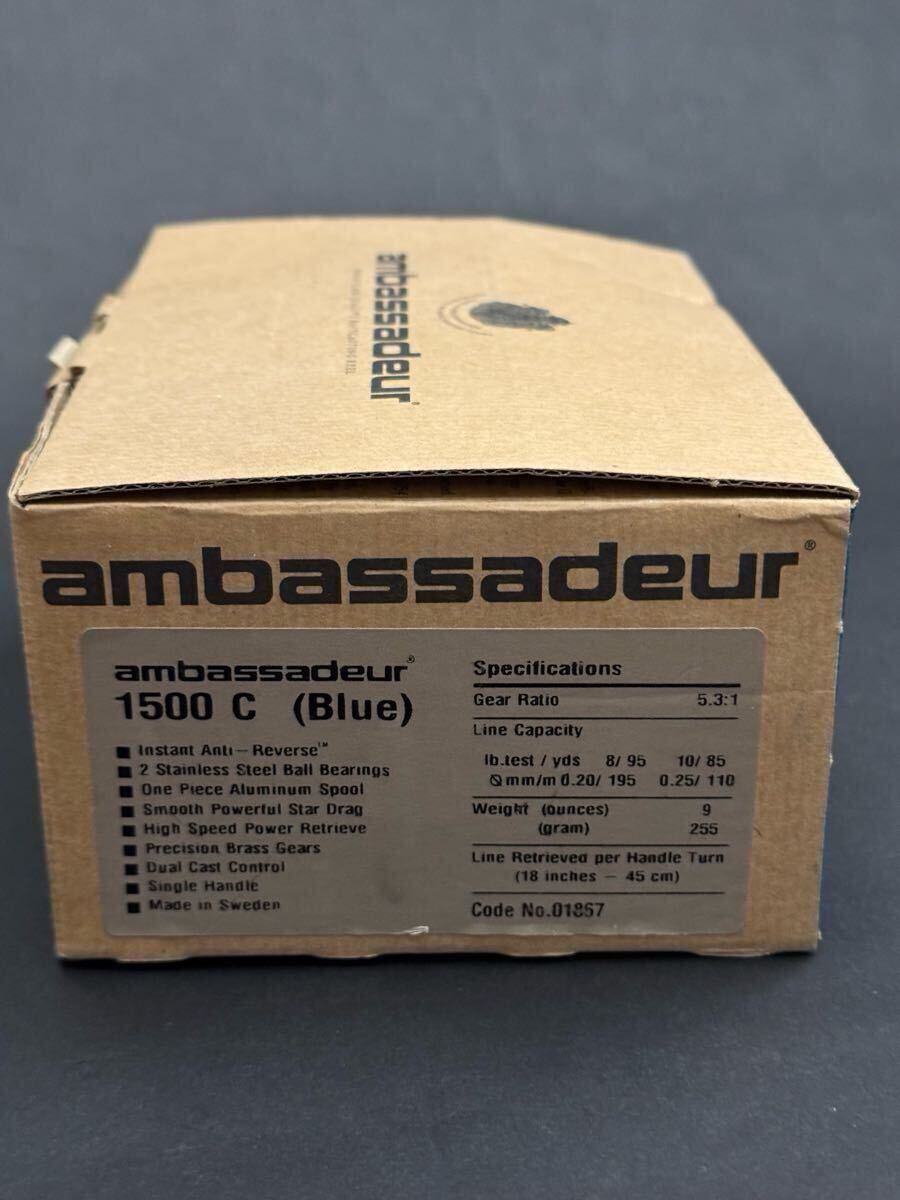 ambassadeur®
ambassadeur®
ambassadeur®
1500 C (Blue)
■ Instant Anti-Reverse™
■ 2 Stainless Steel Ball Bearings
■ One Piece Aluminum Spool
■ Smooth Powerful Star Drag
■ High Speed Power Retrieve
■ Precision Brass Gears
■ Dual Cast Control
■ Single Handle
■ Made in Sweden
Specifications
Gear Ratio 5.3:1
Line Capacity
lb.test / yds 8/ 95 10/ 85
∅ mm/m 0.20/ 195 0.25/ 110
Weight (ounces) 9
(gram) 255
Line Retrieved per Handle Turn
(18 inches – 45 cm)
Code No.01857